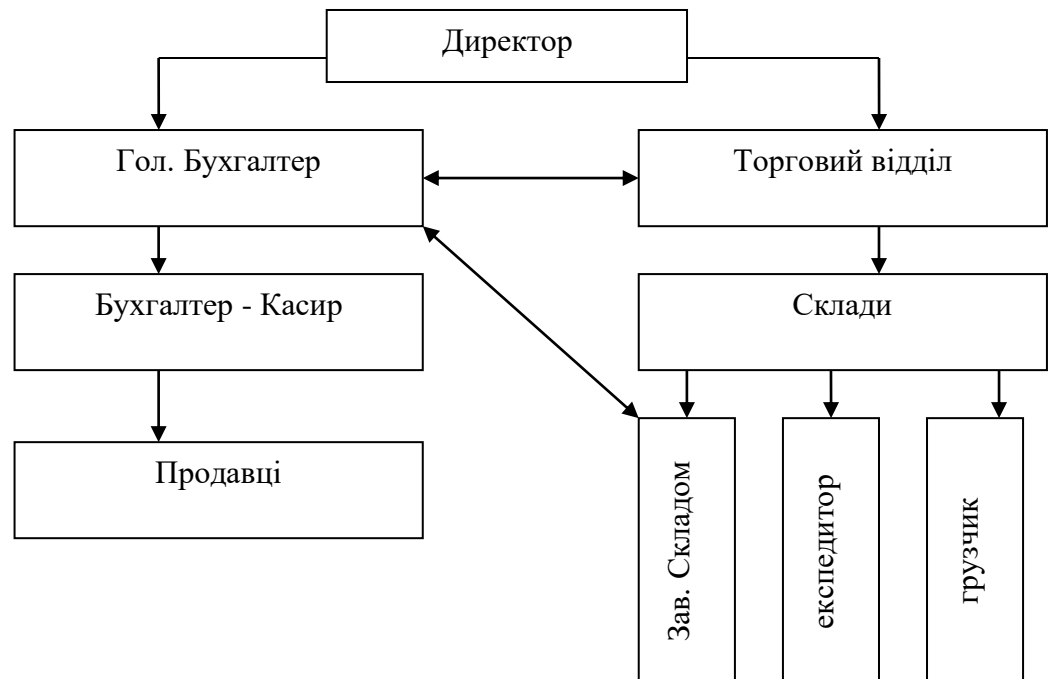 Директор
Гол. Бухгалтер
Торговий відділ
Бухгалтер - Касир
Склади
Продавці
Зав. Складом
експедитор
грузчик